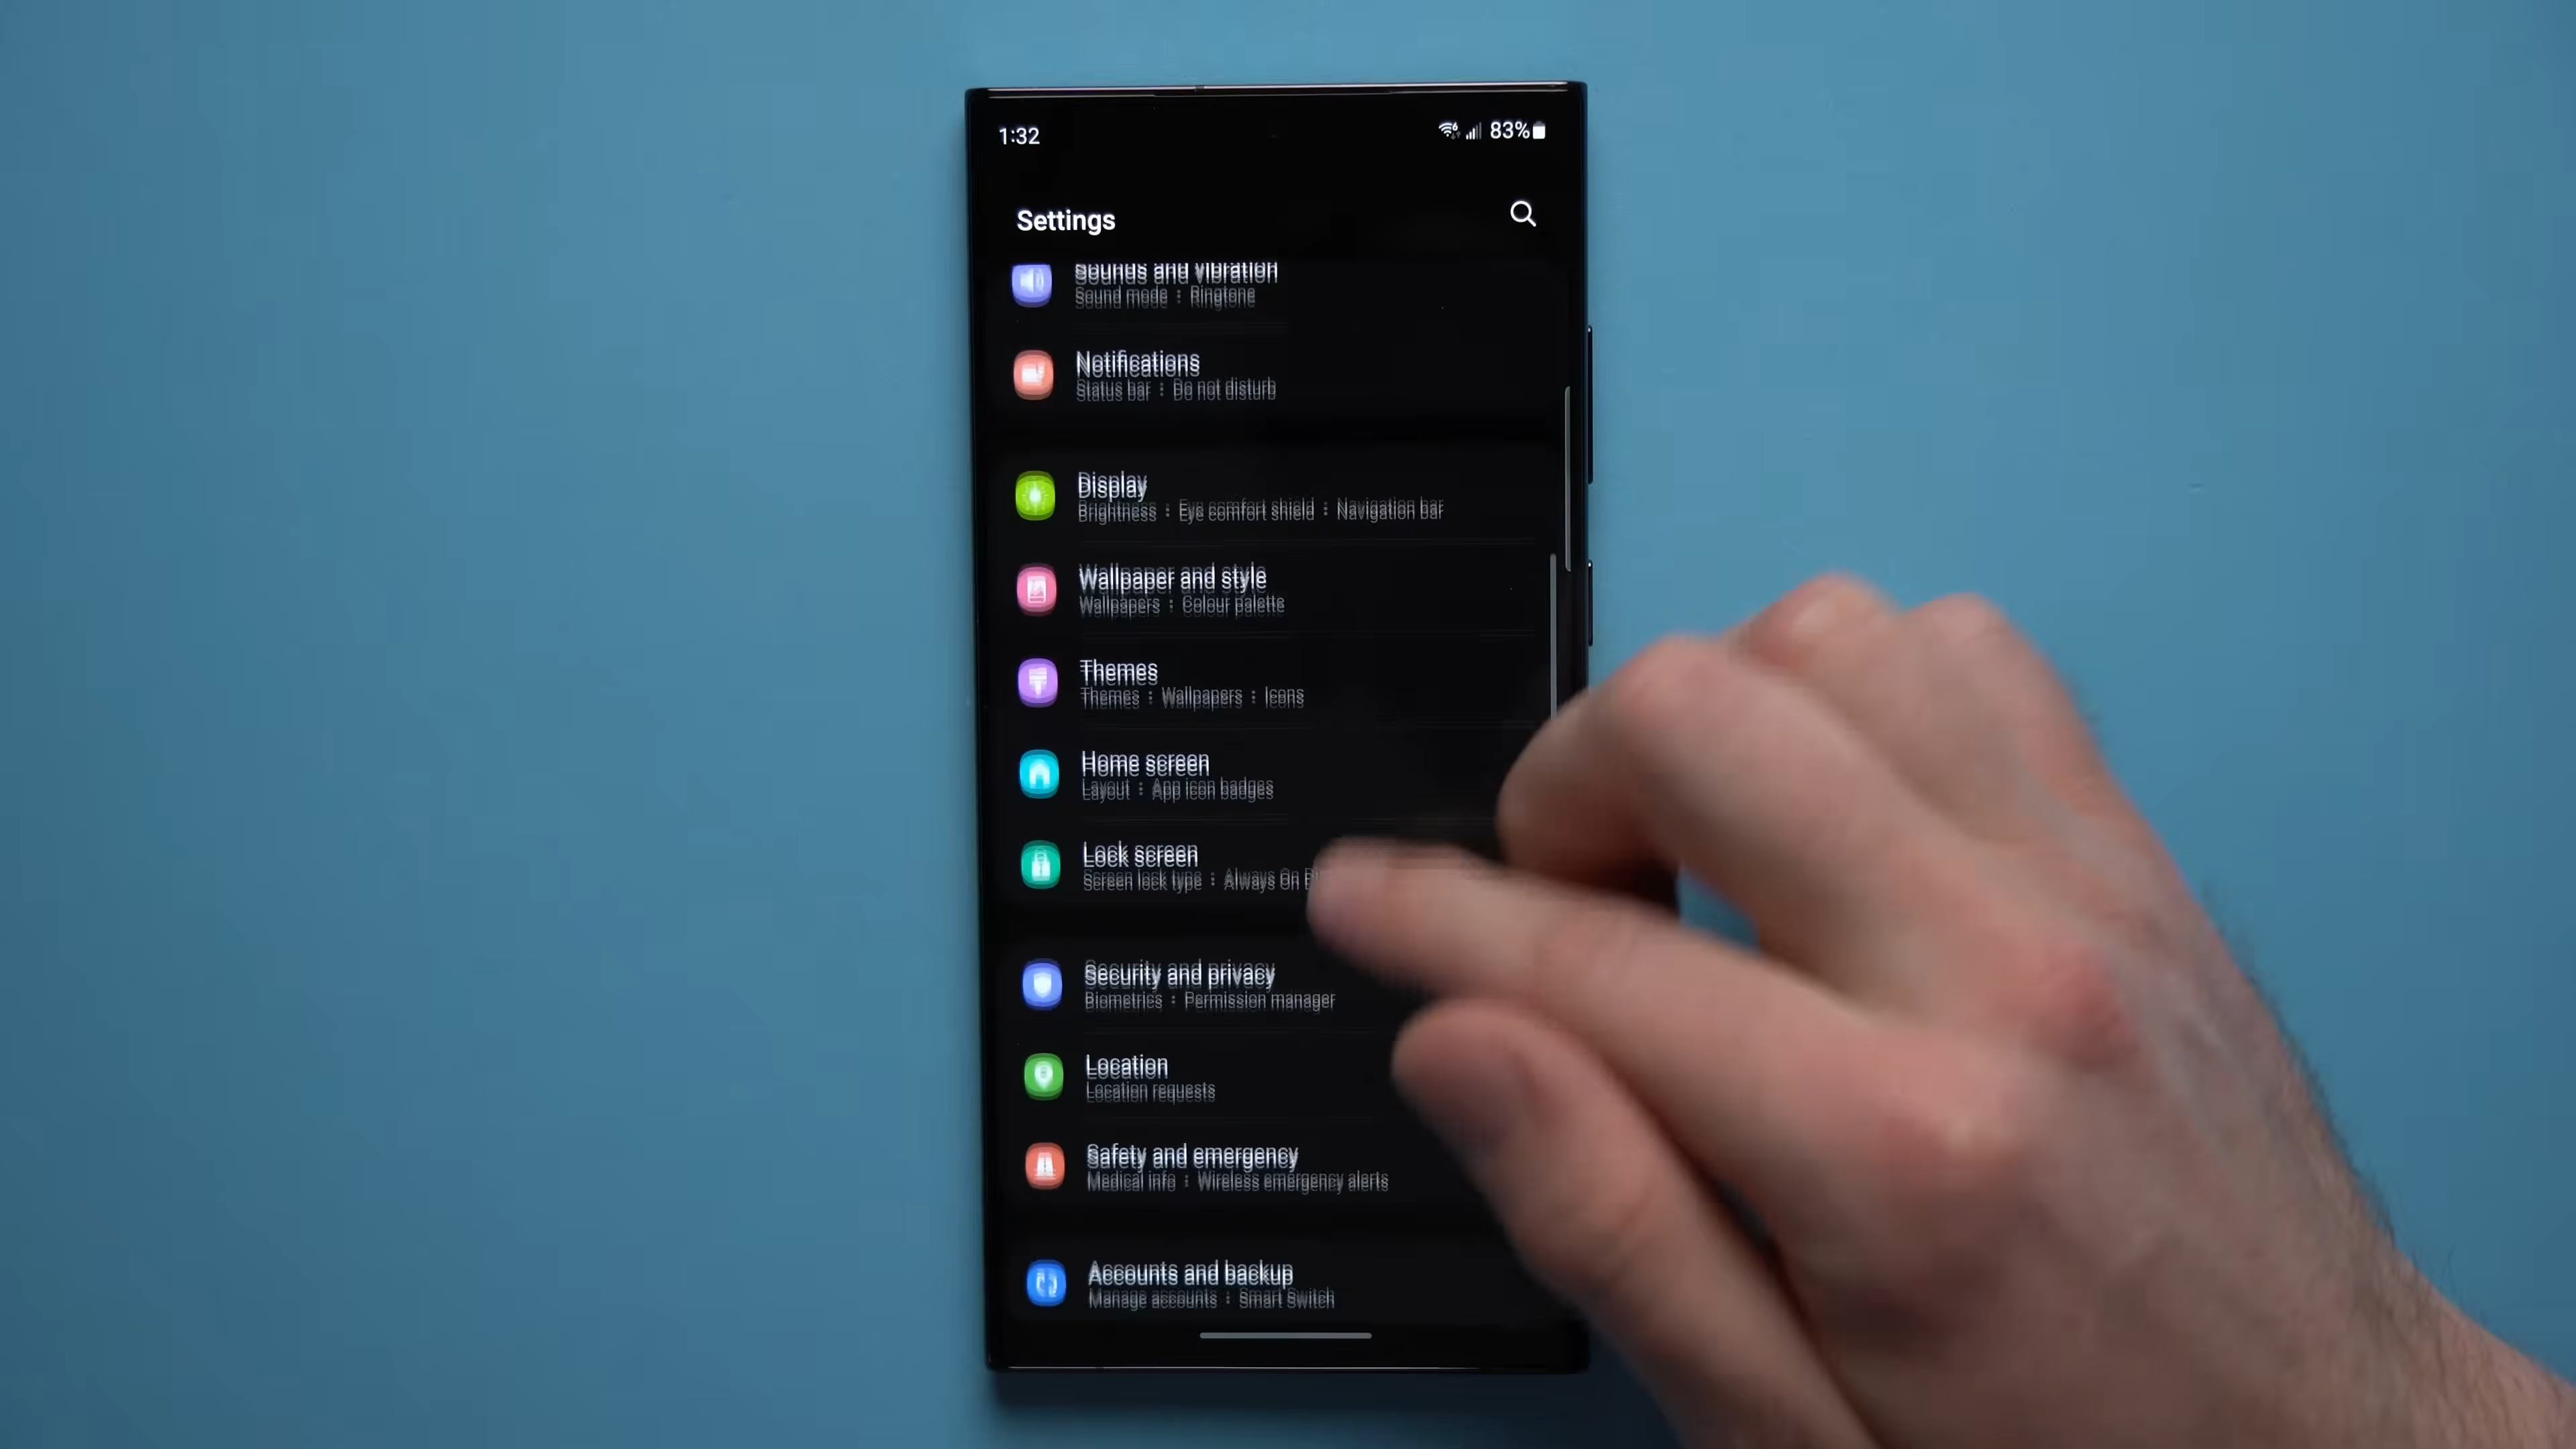 1:32
83%
Settings
Sounds and vibration
Sound mode : Ringtone
Notifications
Status bar : Do not disturb
Display
Brightness : Eye comfort shield : Navigation bar
Wallpaper and style
Wallpapers : Colour palette
Themes
Themes : Wallpapers : Icons
Home screen
Layout : App icon badges
Lock screen
Screen lock type : Always On
Security and privacy
Biometrics : Permission manager
Location
Location requests
Safety and emergency
Medical info : Wireless emergency alerts
Accounts and backup
Manage accounts : Smart Switch